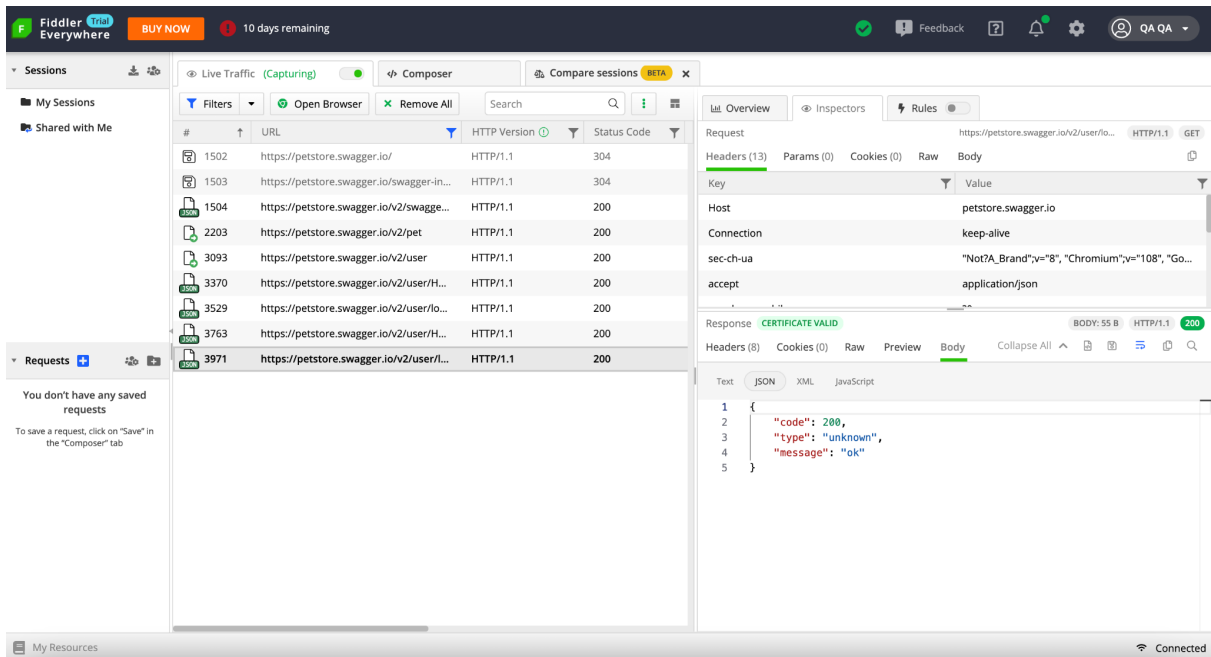 Fiddler Trial
Everywhere
BUY NOW
10 days remaining
Feedback
QA QA
Sessions
My Sessions
Shared with Me
Requests
You don't have any saved
requests
To save a request, click on "Save" in
the "Composer" tab
Live Traffic (Capturing)
Composer
Compare sessions BETA
Filters
Open Browser
Remove All
Search
# URL HTTP Version Status Code
1502 https://petstore.swagger.io/ HTTP/1.1 304
1503 https://petstore.swagger.io/swagger-in... HTTP/1.1 304
JSON 1504 https://petstore.swagger.io/v2/swagge... HTTP/1.1 200
2203 https://petstore.swagger.io/v2/pet HTTP/1.1 200
3093 https://petstore.swagger.io/v2/user HTTP/1.1 200
JSON 3370 https://petstore.swagger.io/v2/user/H... HTTP/1.1 200
JSON 3529 https://petstore.swagger.io/v2/user/lo... HTTP/1.1 200
JSON 3763 https://petstore.swagger.io/v2/user/H... HTTP/1.1 200
JSON 3971 https://petstore.swagger.io/v2/user/l... HTTP/1.1 200
Overview
Inspectors
Rules
Request https://petstore.swagger.io/v2/user/lo... HTTP/1.1 GET
Headers (13) Params (0) Cookies (0) Raw Body
Key Value
Host petstore.swagger.io
Connection keep-alive
sec-ch-ua "Not?A_Brand";v="8", "Chromium";v="108", "Go...
accept application/json
Response CERTIFICATE VALID BODY: 55 B HTTP/1.1 200
Headers (8) Cookies (0) Raw Preview Body Collapse All
Text JSON XML JavaScript
1 {
2 "code": 200,
3 "type": "unknown",
4 "message": "ok"
5 }
My Resources
Connected